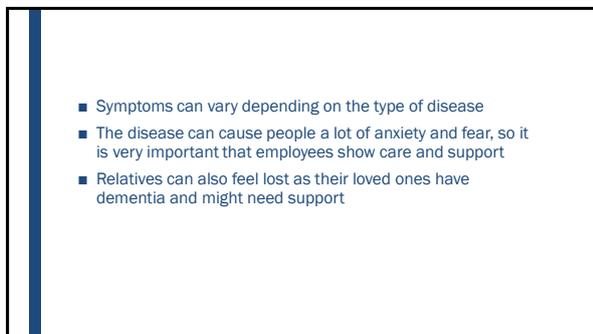 ■ Symptoms can vary depending on the type of disease
■ The disease can cause people a lot of anxiety and fear, so it
is very important that employees show care and support
■ Relatives can also feel lost as their loved ones have
dementia and might need support